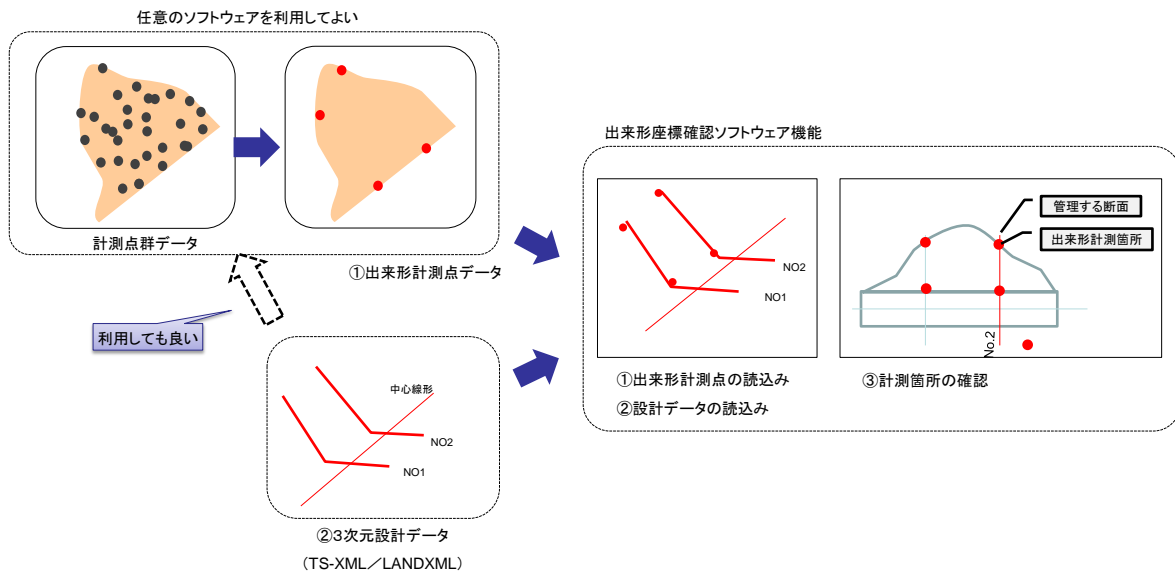 任意のソフトウェアを利用してよい
計測点群データ
①出来形計測点データ
利用しても良い
中心線形
NO2
NO1
②3次元設計データ
(TS-XML/LANDXML)
出来形座標確認ソフトウェア機能
NO2
NO1
①出来形計測点の読込み
②設計データの読込み
管理する断面
出来形計測箇所
No.2
③計測箇所の確認